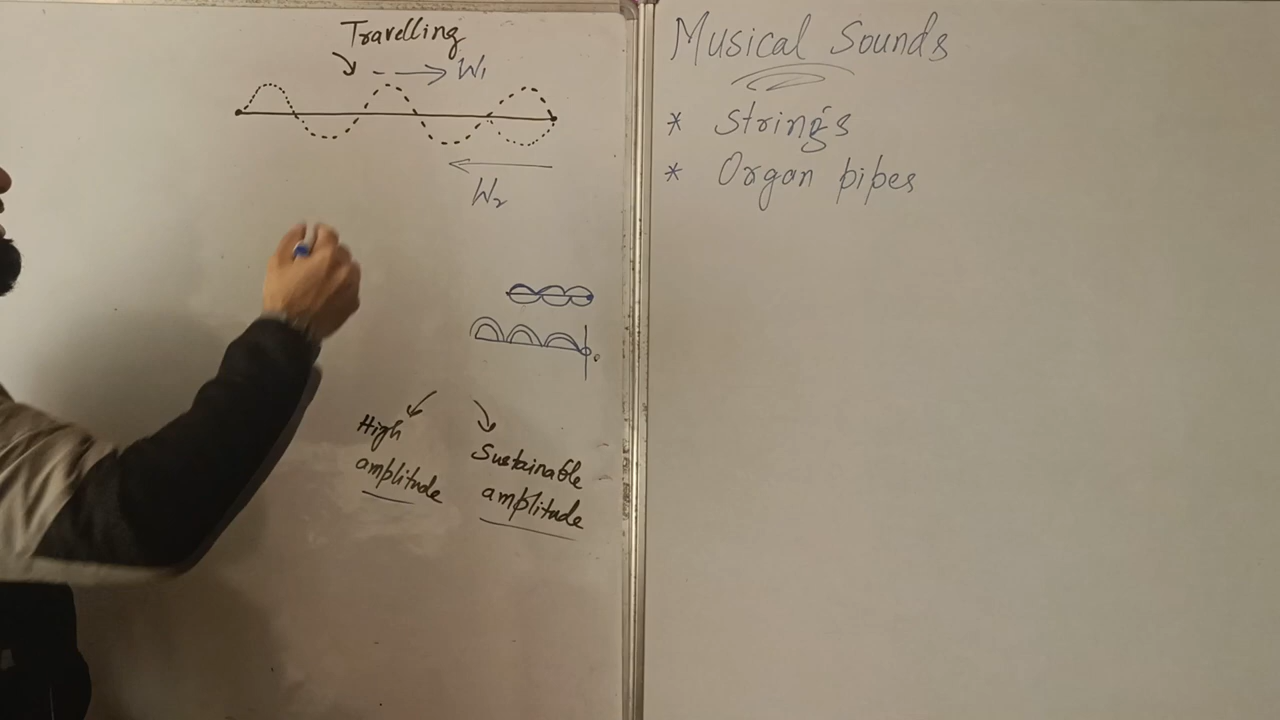 Travelling
W1
W2
High
amplitude
Sustainable
amplitude
Musical Sounds
* Strings
* Organ pipes